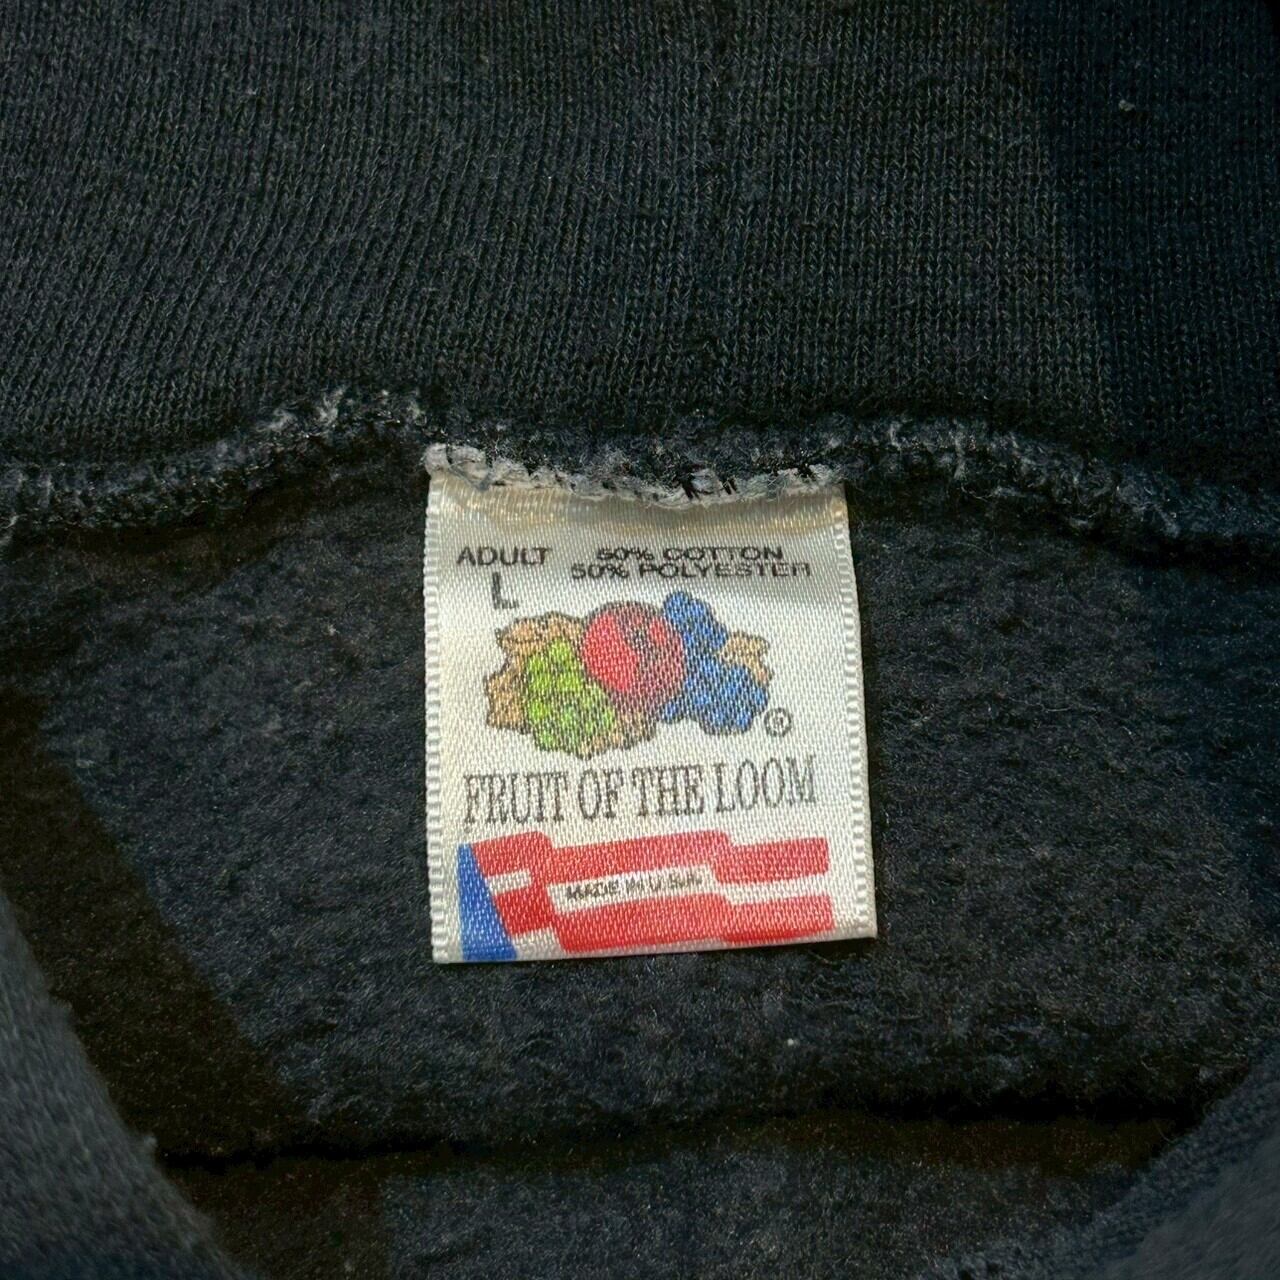 ADULT 50% COTTON
L 50% POLYESTER
®
FRUIT OF THE LOOM
MADE IN U.S.A.